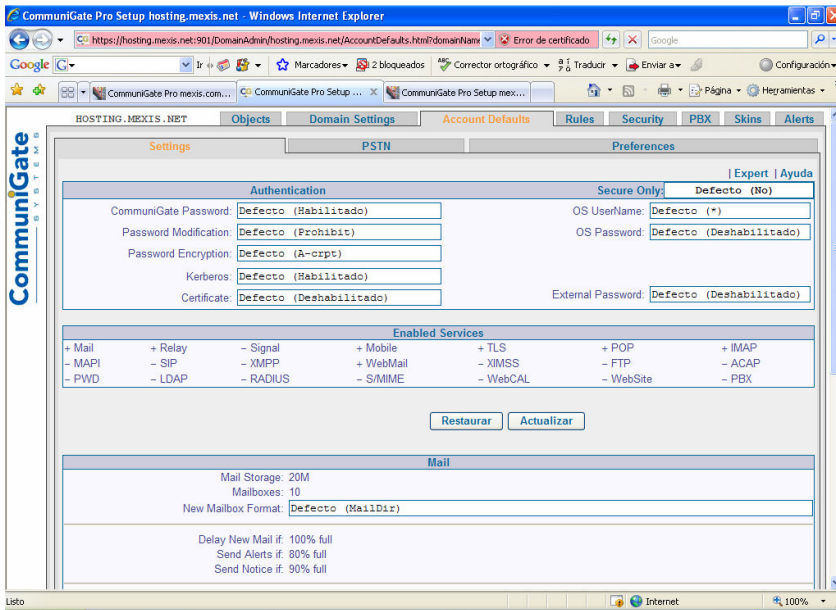 CommuniGate Pro Setup hosting.mexis.net - Windows Internet Explorer
https://hosting.mexis.net:901/DomainAdmin/hosting.mexis.net/AccountDefaults.html?domainName Error de certificado Google
Google G Ir Marcadores 2 bloqueados Corrector ortográfico Traducir Enviar a Configuración
CommuniGate Pro mexis.com... CommuniGate Pro Setup ... X CommuniGate Pro Setup mex... Página Herramientas
CommuniGate
SYSTEMS
HOSTING.MEXIS.NET Objects Domain Settings Account Defaults Rules Security PBX Skins Alerts
Settings PSTN Preferences
| Expert | Ayuda
Authentication Secure Only: Defecto (No)
CommuniGate Password: Defecto (Habilitado) OS UserName: Defecto (*)
Password Modification: Defecto (Prohibit) OS Password: Defecto (Deshabilitado)
Password Encryption: Defecto (A-crpt)
Kerberos: Defecto (Habilitado)
Certificate: Defecto (Deshabilitado) External Password: Defecto (Deshabilitado)
Enabled Services
+ Mail + Relay – Signal + Mobile + TLS + POP + IMAP
– MAPI – SIP – XMPP + WebMail – XIMSS – FTP – ACAP
– PWD – LDAP – RADIUS – S/MIME – WebCAL – WebSite – PBX
Restaurar Actualizar
Mail
Mail Storage: 20M
Mailboxes: 10
New Mailbox Format: Defecto (MailDir)
Delay New Mail if: 100% full
Send Alerts if: 80% full
Send Notice if: 90% full
Listo Internet 100%